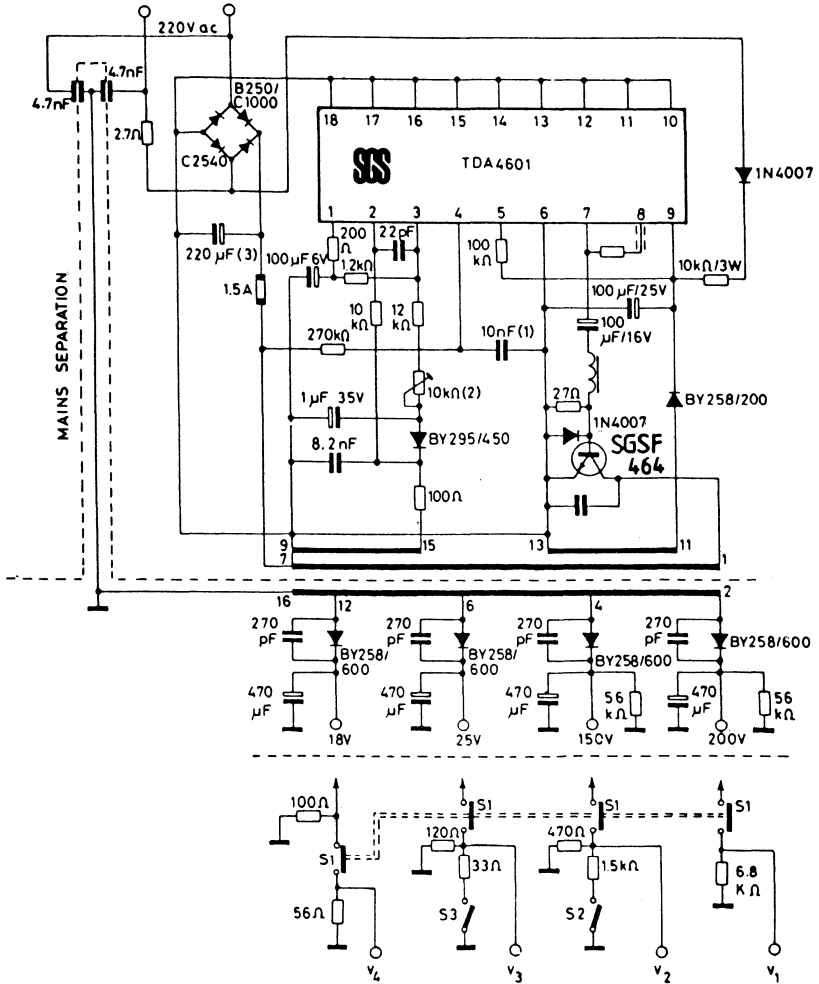 220V ac
4.7nF
4.7nF
B250/
C1000
2.7Ω
C2540
18 17 16 15 14 13 12 11 10
SGS
TDA4601
1 2 3 4 5 6 7 8 9
1N4007
220 μF (3)
200
Ω
22pF
100
kΩ
10kΩ/3W
100μF 6V
1.2kΩ
1.5A
100 μF/25V
10
kΩ
12
kΩ
10nF(1)
100
μF/16V
270kΩ
MAINS SEPARATION
10kΩ(2)
27Ω
BY258/200
1μF 35V
1N4007
BY295/450
SGSF
464
8.2nF
100Ω
9
7
15
13
11
1
16
12
6
4
2
270
pF
BY258/
600
270
pF
BY258/
600
270
pF
BY258/600
270
pF
BY258/600
470
μF
470
μF
470
μF
56
kΩ
470
μF
56
kΩ
18V
25V
150V
200V
100Ω
S1
S1
S1
S1
120Ω
470Ω
33Ω
1.5kΩ
6.8
KΩ
56Ω
S3
S2
V4
V3
V2
V1